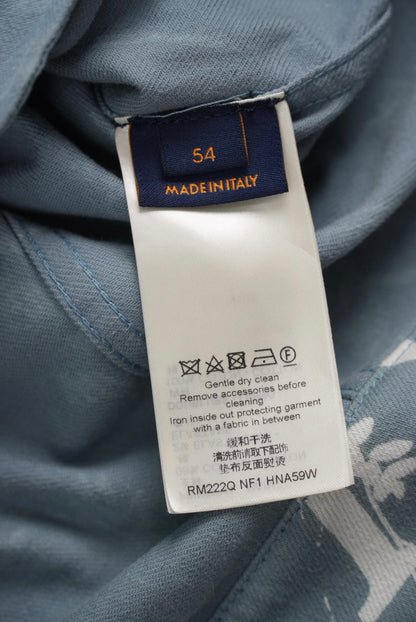 54
MADE IN ITALY
F
Gentle dry clean
Remove accessories before
cleaning
Iron inside out protecting garment
with a fabric in between
缓和干洗
清洗前请取下配饰
垫布反面熨烫
RM222Q NF1 HNA59W